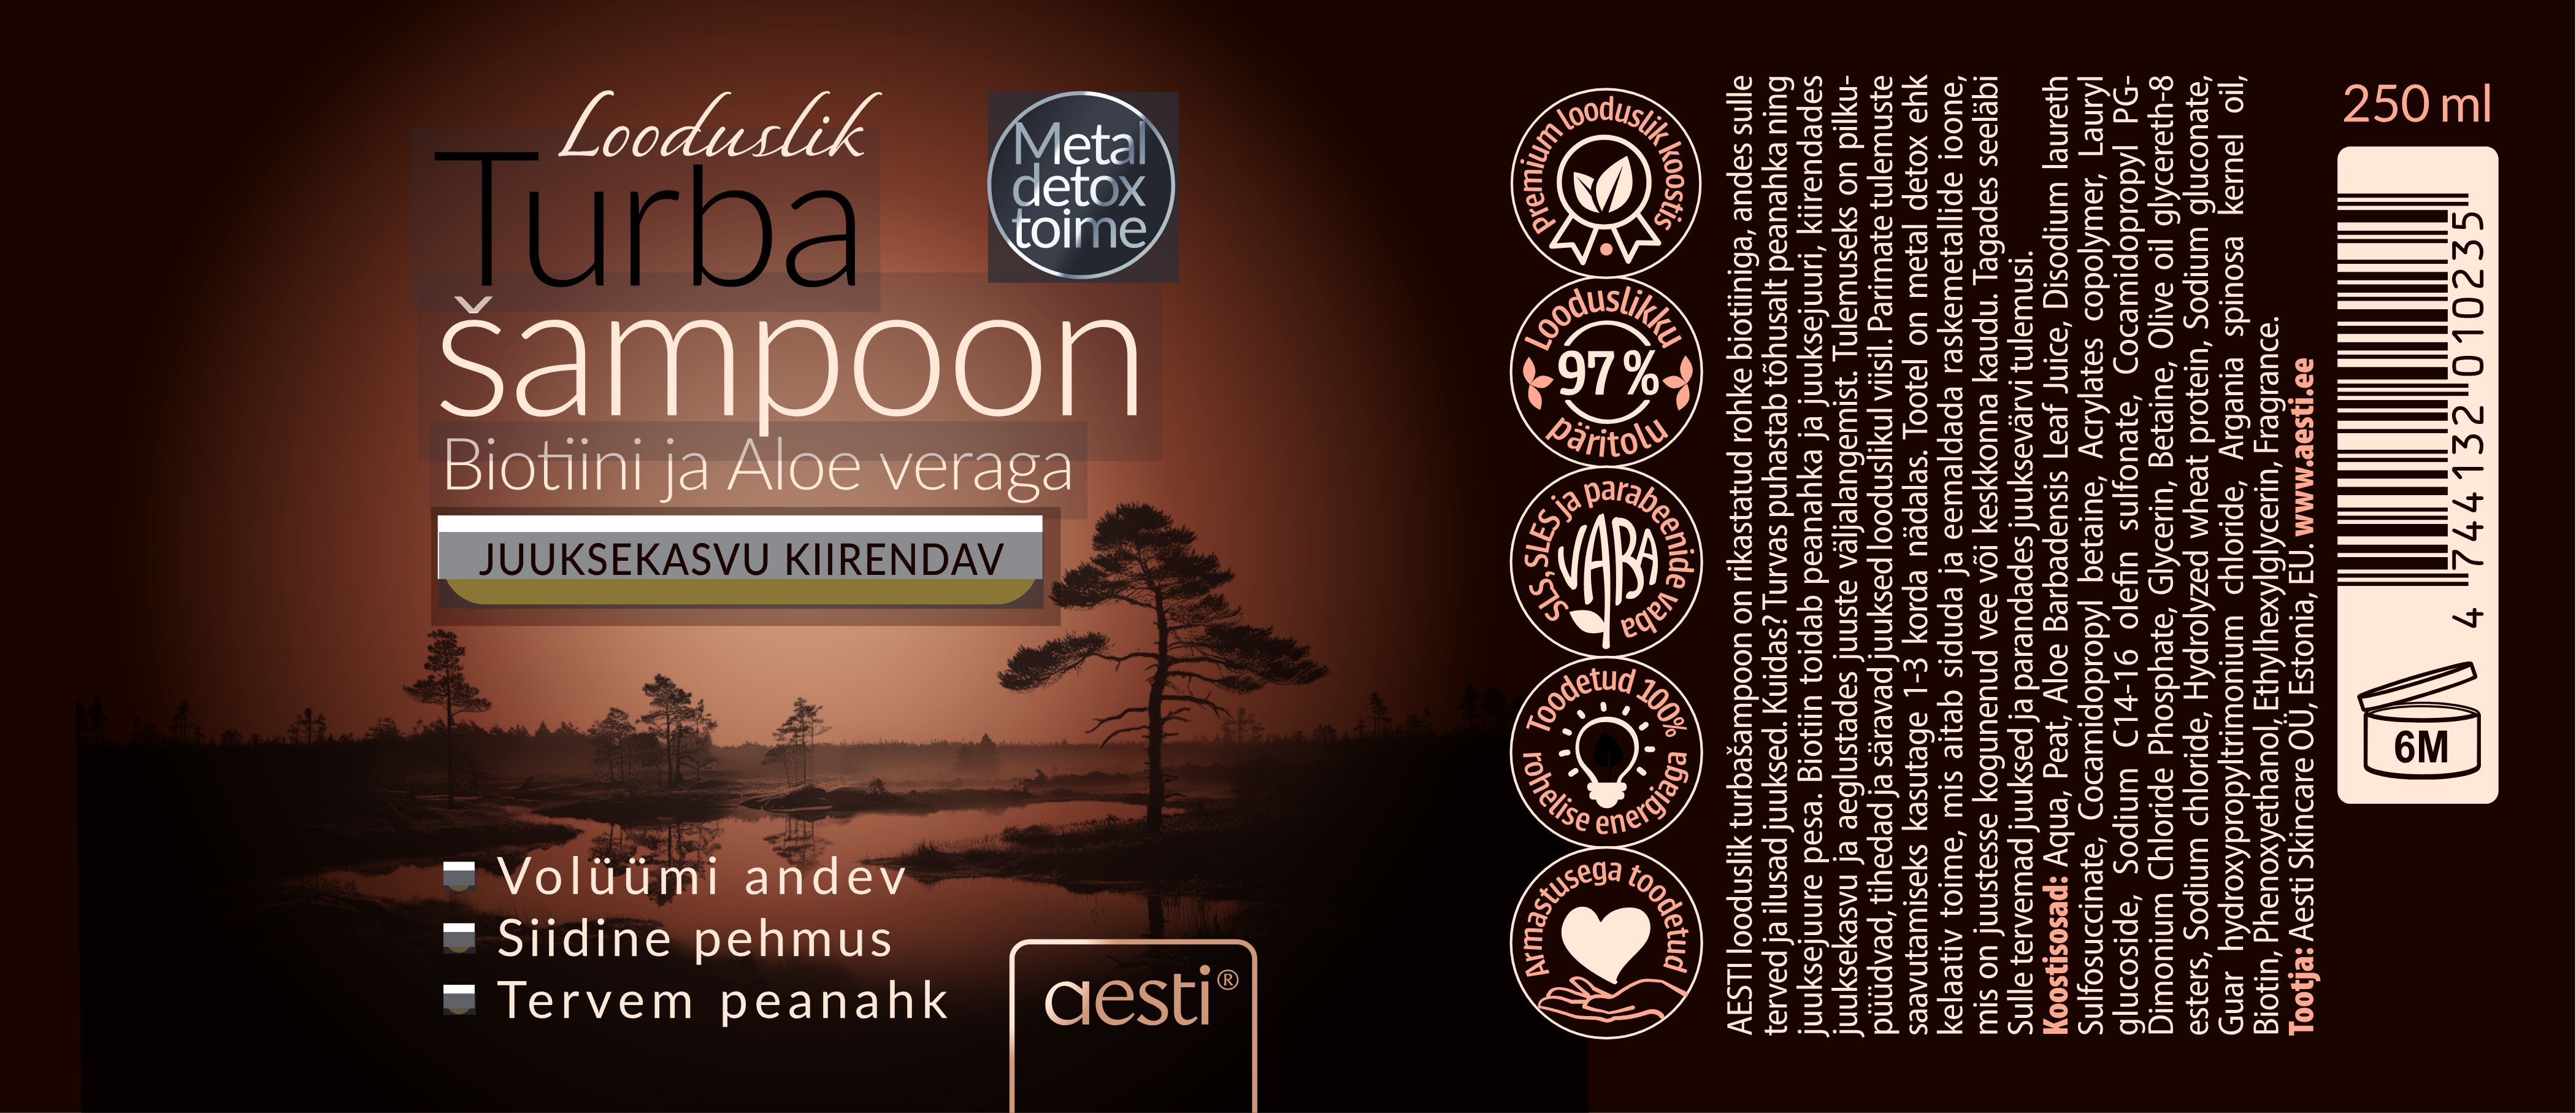 Looduslik
Turba
šampoon
Biotiini ja Aloe veraga
JUUKSEKASVU KIIRENDAV
Metal
detox
toime
Volüümi andev
Siidine pehmus
Tervem peanahk
aesti®
Premium looduslik koostis
Looduslikku
97%
päritolu
SLS, SLES ja parabeenide vaba
VABA
Toodetud 100%
rohelise energiaga
Armastusega toodetud
AESTI looduslik turbašampoon on rikastatud rohke biotiiniga, andes sulle
terved ja ilusad juuksed. Kuidas? Turvas puhastab tõhusalt peanahka ning
juuksejuure pesa. Biotiin toidab peanahka ja juuksejuuri, kiirendades
juuksekasvu ja aeglustades juuste väljalangemist. Tulemuseks on pilku-
püüdvad, tihedad ja säravad juuksed looduslikul viisil. Parimate tulemuste
saavutamiseks kasutage 1-3 korda nädalas. Tootel on metal detox ehk
kelaativ toime, mis aitab siduda ja eemaldada raskemetallide ioone,
mis on juustesse kogunenud vee või keskkonna kaudu. Tagades seeläbi
Sulle tervemad juuksed ja parandades juuksevärvi tulemusi.
Koostisosad: Aqua, Peat, Aloe Barbadensis Leaf Juice, Disodium laureth
Sulfosuccinate, Cocamidopropyl betaine, Acrylates copolymer, Lauryl
glucoside, Sodium C14-16 olefin sulfonate, Cocamidopropyl PG-
Dimonium Chloride Phosphate, Glycerin, Betaine, Olive oil glycereth-8
esters, Sodium chloride, Hydrolyzed wheat protein, Sodium gluconate,
Guar hydroxypropyltrimonium chloride, Argania spinosa kernel oil,
Biotin, Phenoxyethanol, Ethylhexylglycerin, Fragrance.
Tootja: Aesti Skincare OÜ, Estonia, EU. www.aesti.ee
250 ml
4 744132 010235
6M